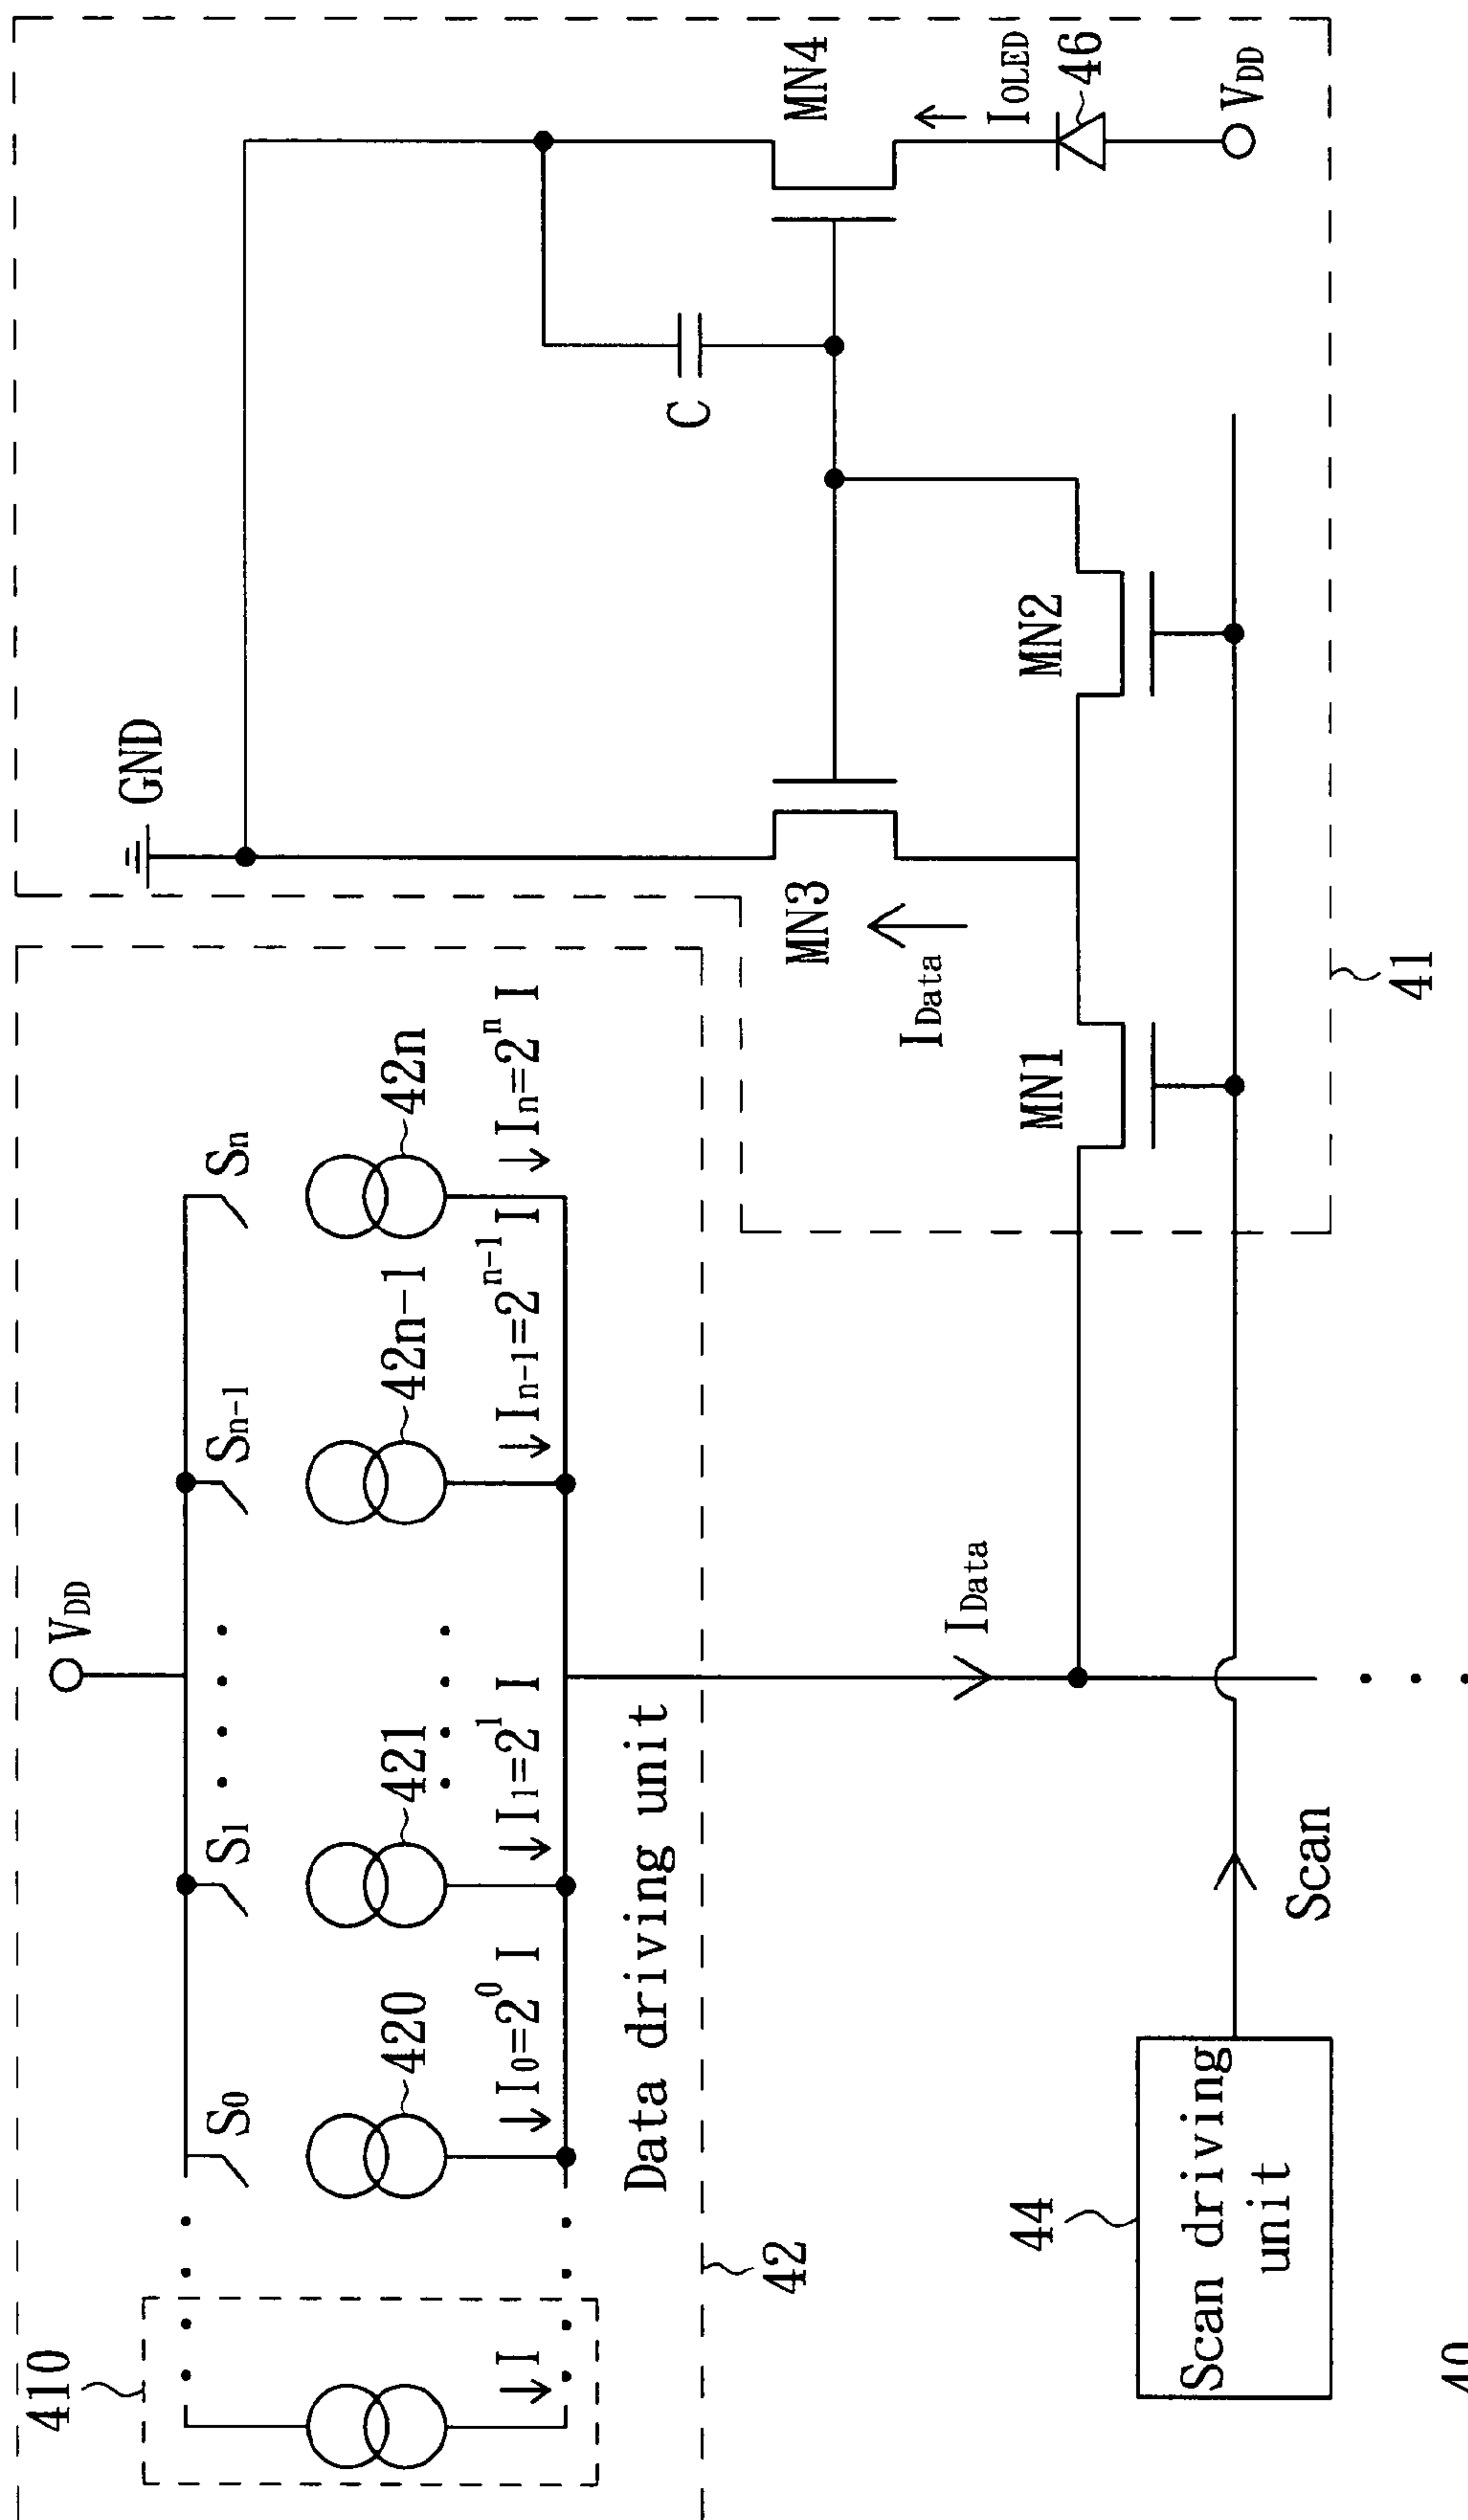 410
VDD
S0
S1
Sn-1
Sn
420
421
42n-1
42n
I
I0=2^0 I
I1=2^1 I
In-1=2^n-1 I
In=2^n I
Data driving unit
42
IData
44
Scan driving
unit
Scan
GND
MN3
IData
MN1
MN2
C
MN4
IOLED
46
VDD
41